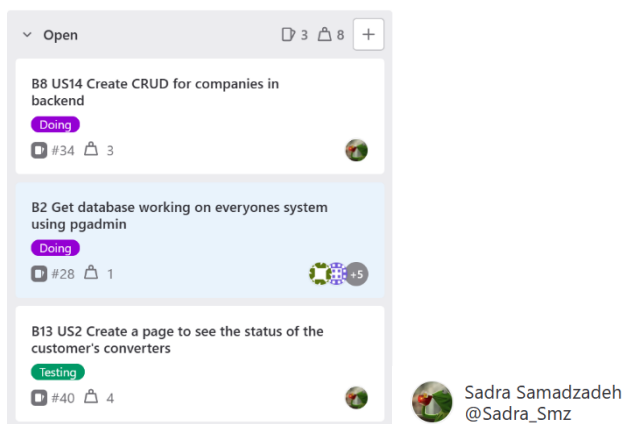 Open 3 8 +
B8 US14 Create CRUD for companies in
backend
Doing
#34 3
B2 Get database working on everyones system
using pgadmin
Doing
#28 1 +5
B13 US2 Create a page to see the status of the
customer's converters
Testing
#40 4
Sadra Samadzadeh
@Sadra_Smz